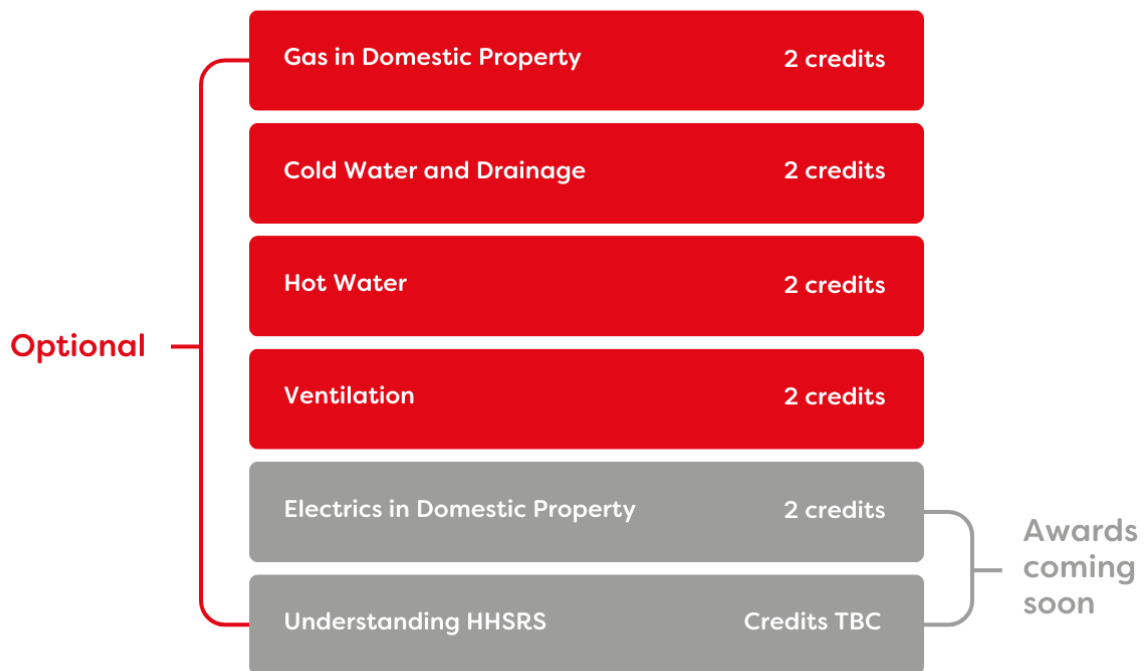 Gas in Domestic Property 2 credits
Cold Water and Drainage 2 credits
Hot Water 2 credits
Optional
Ventilation 2 credits
Electrics in Domestic Property 2 credits
Awards
coming
soon
Understanding HHSRS Credits TBC